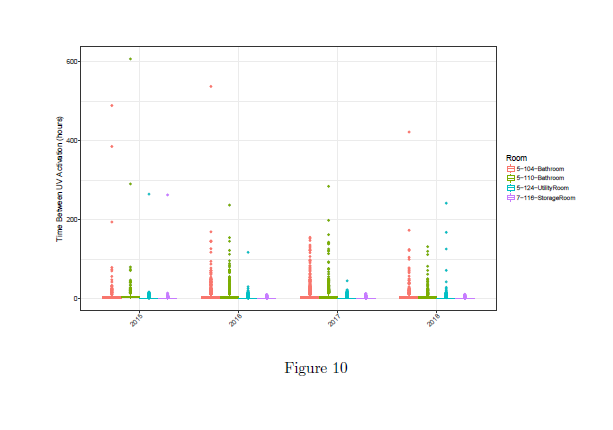 600
400
200
0
Time Between UV Activation (hours)
2015
2016
2017
2018
Room
5−104−Bathroom
5−110−Bathroom
5−124−UtilityRoom
7−116−StorageRoom
Figure 10